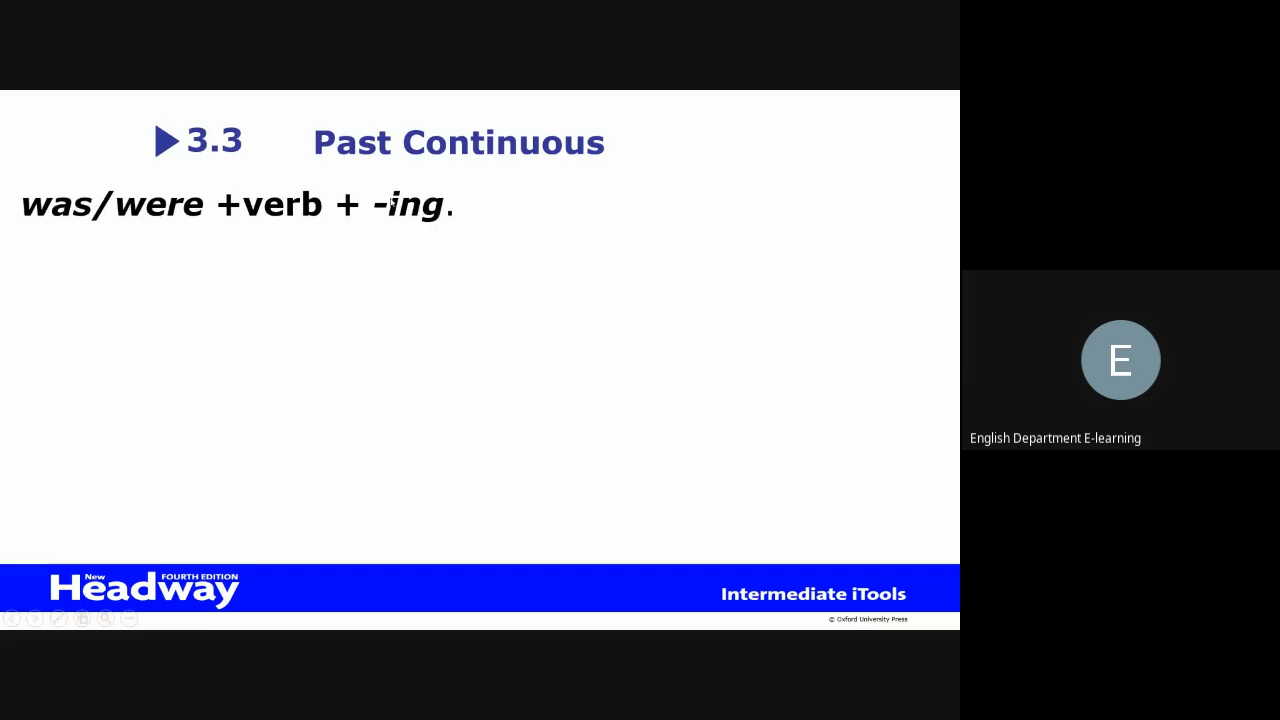 3.3 Past Continuous
was/were +verb + -ing.
E
English Department E-learning
New Headway FOURTH EDITION
Intermediate iTools
© Oxford University Press